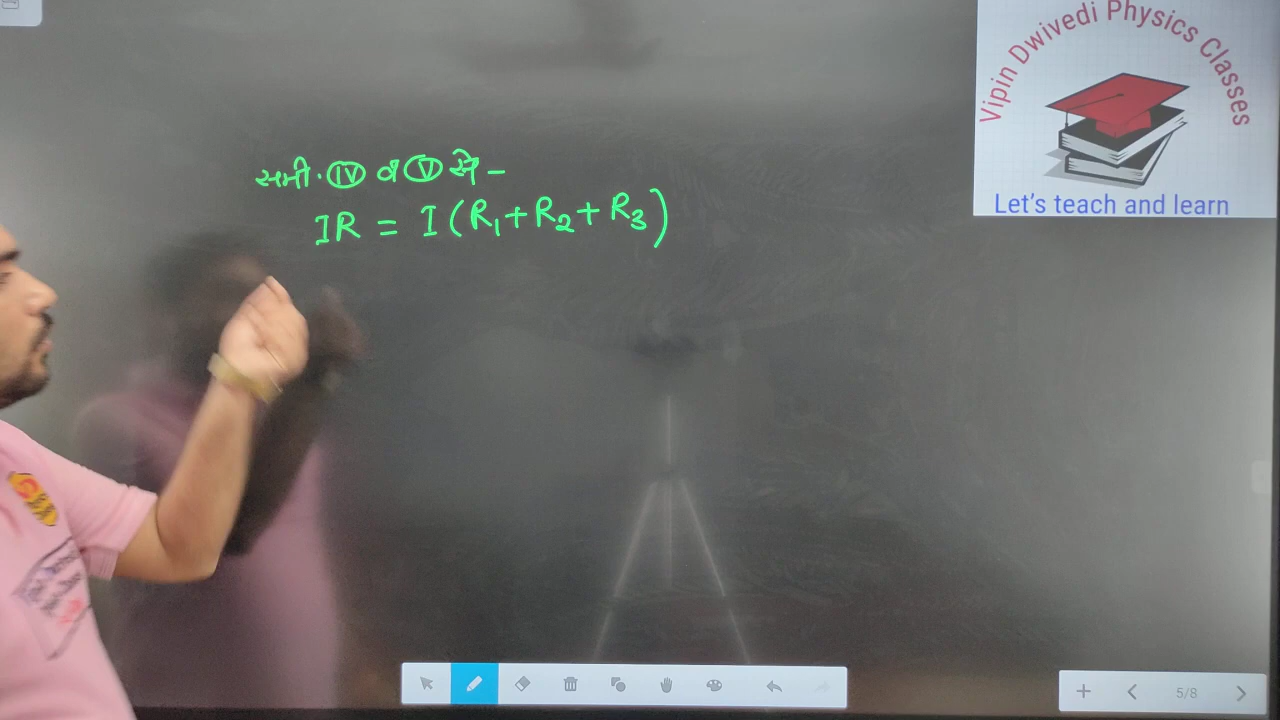 समी. IV व V से -
IR = I (R₁ + R₂ + R₃)
Vipin Dwivedi Physics Classes
Let's teach and learn
5/8